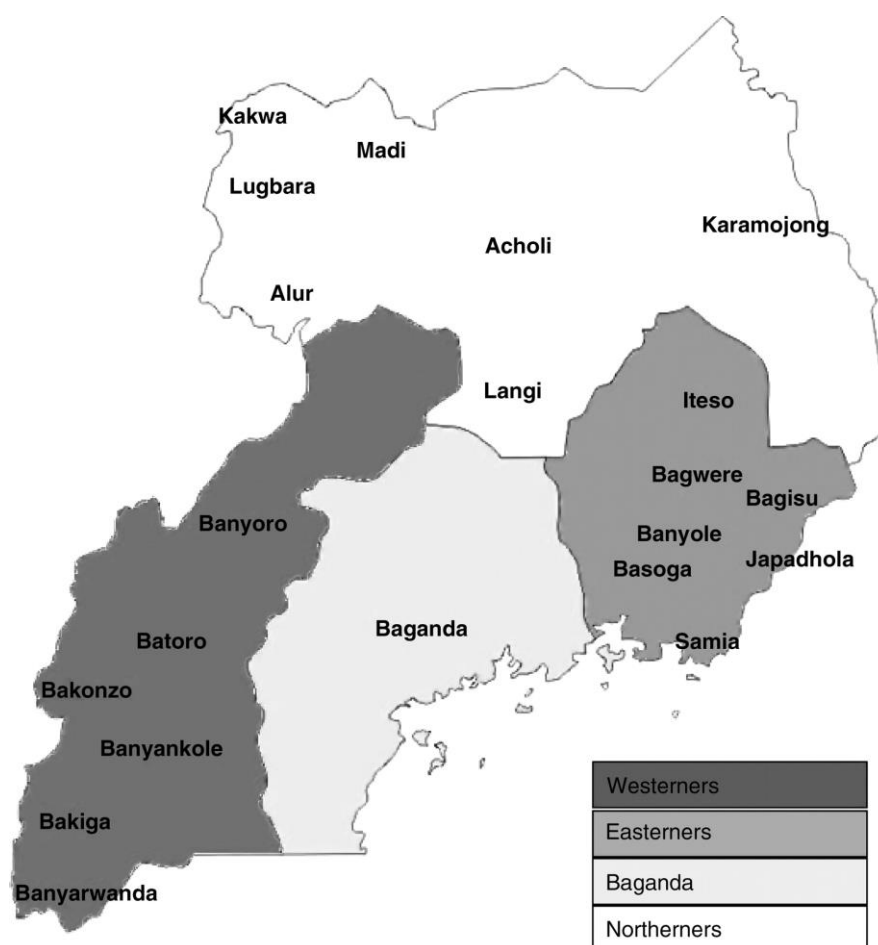 Kakwa
Madi
Lugbara
Karamojong
Acholi
Alur
Langi
Iteso
Bagwere
Bagisu
Banyoro
Banyole
Japadhola
Basoga
Baganda
Batoro
Samia
Bakonzo
Banyankole
Bakiga
Banyarwanda
Westerners
Easterners
Baganda
Northerners